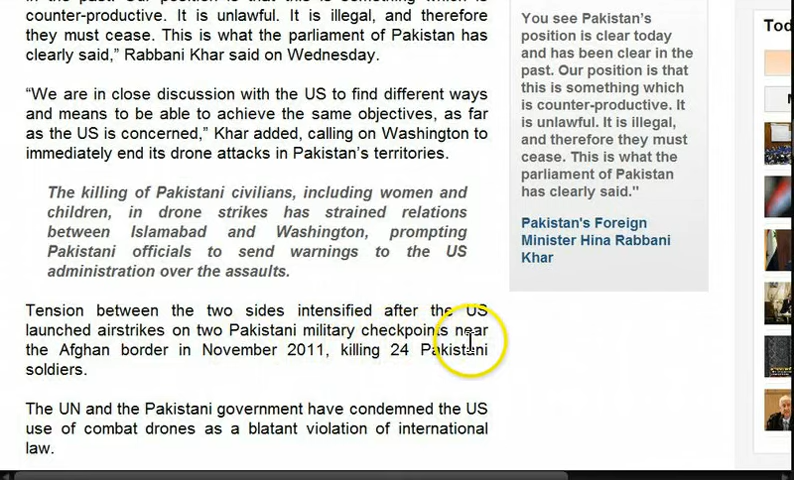 counter-productive. It is unlawful. It is illegal, and therefore
they must cease. This is what the parliament of Pakistan has
clearly said,” Rabbani Khar said on Wednesday.
“We are in close discussion with the US to find different ways
and means to be able to achieve the same objectives, as far
as the US is concerned,” Khar added, calling on Washington to
immediately end its drone attacks in Pakistan’s territories.
The killing of Pakistani civilians, including women and
children, in drone strikes has strained relations
between Islamabad and Washington, prompting
Pakistani officials to send warnings to the US
administration over the assaults.
Tension between the two sides intensified after the US
launched airstrikes on two Pakistani military checkpoints near
the Afghan border in November 2011, killing 24 Pakistani
soldiers.
The UN and the Pakistani government have condemned the US
use of combat drones as a blatant violation of international
law.
You see Pakistan's
position is clear today
and has been clear in the
past. Our position is that
this is something which
is counter-productive. It
is unlawful. It is illegal,
and therefore they must
cease. This is what the
parliament of Pakistan
has clearly said."
Pakistan's Foreign
Minister Hina Rabbani
Khar
Tod